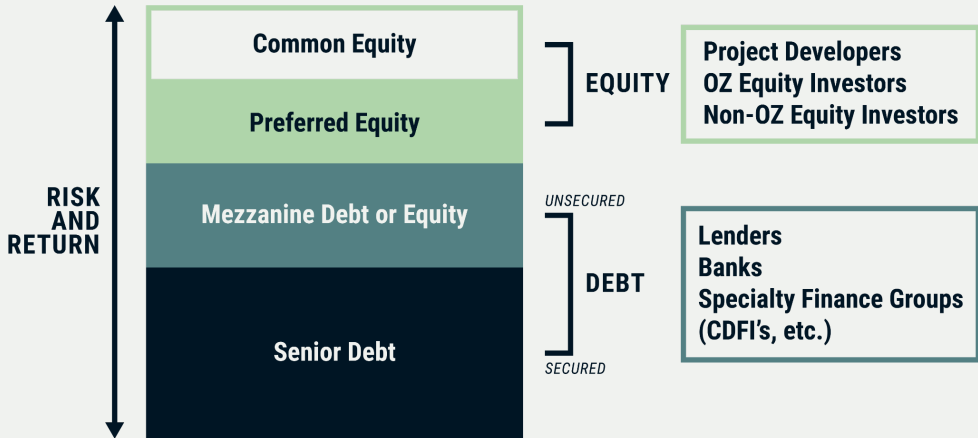 RISK
AND
RETURN
Common Equity
Preferred Equity
Mezzanine Debt or Equity
Senior Debt
EQUITY
UNSECURED
DEBT
SECURED
Project Developers
OZ Equity Investors
Non-OZ Equity Investors
Lenders
Banks
Specialty Finance Groups
(CDFI's, etc.)